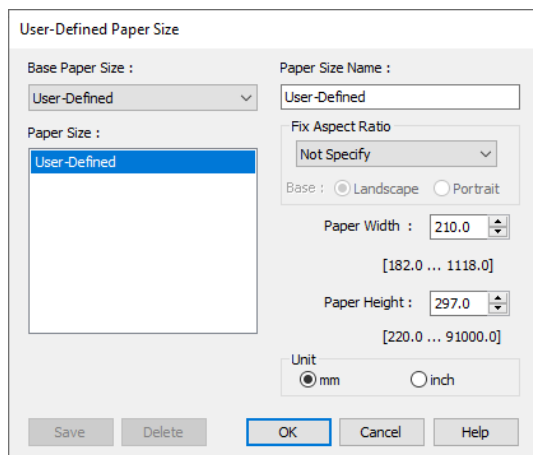 User-Defined Paper Size
Base Paper Size :
User-Defined
Paper Size :
User-Defined
Paper Size Name :
User-Defined
Fix Aspect Ratio
Not Specify
Base : Landscape Portrait
Paper Width : 210.0
[182.0 ... 1118.0]
Paper Height : 297.0
[220.0 ... 91000.0]
Unit
mm inch
Save Delete OK Cancel Help